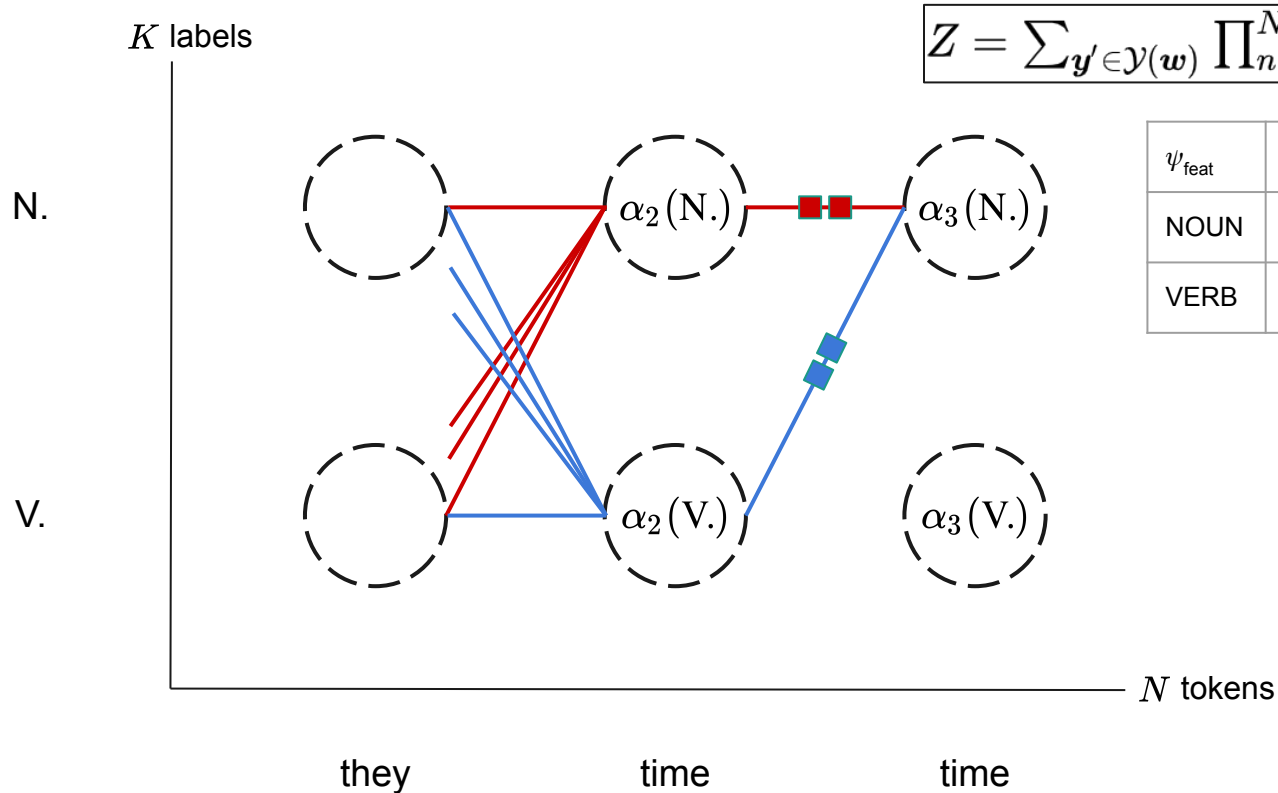 K labels
Z = ∑_{y′∈𝒴(w)} ∏_n^N
ψ_feat
NOUN
VERB
N.
α₂(N.) α₃(N.)
V.
α₂(V.) α₃(V.)
N tokens
they time time